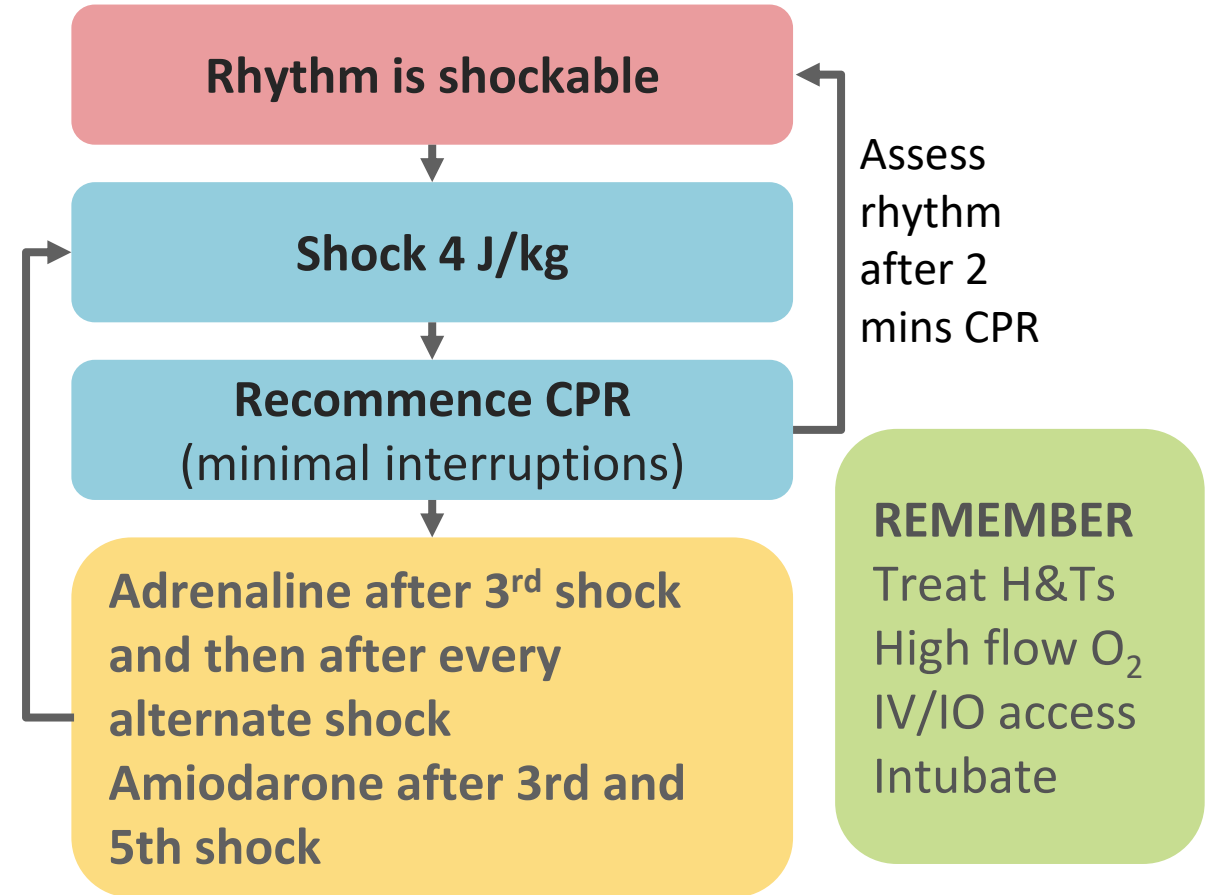 Rhythm is shockable
Shock 4 J/kg
Recommence CPR
(minimal interruptions)
Adrenaline after 3rd shock
and then after every
alternate shock
Amiodarone after 3rd and
5th shock
Assess
rhythm
after 2
mins CPR
REMEMBER
Treat H&Ts
High flow O2
IV/IO access
Intubate